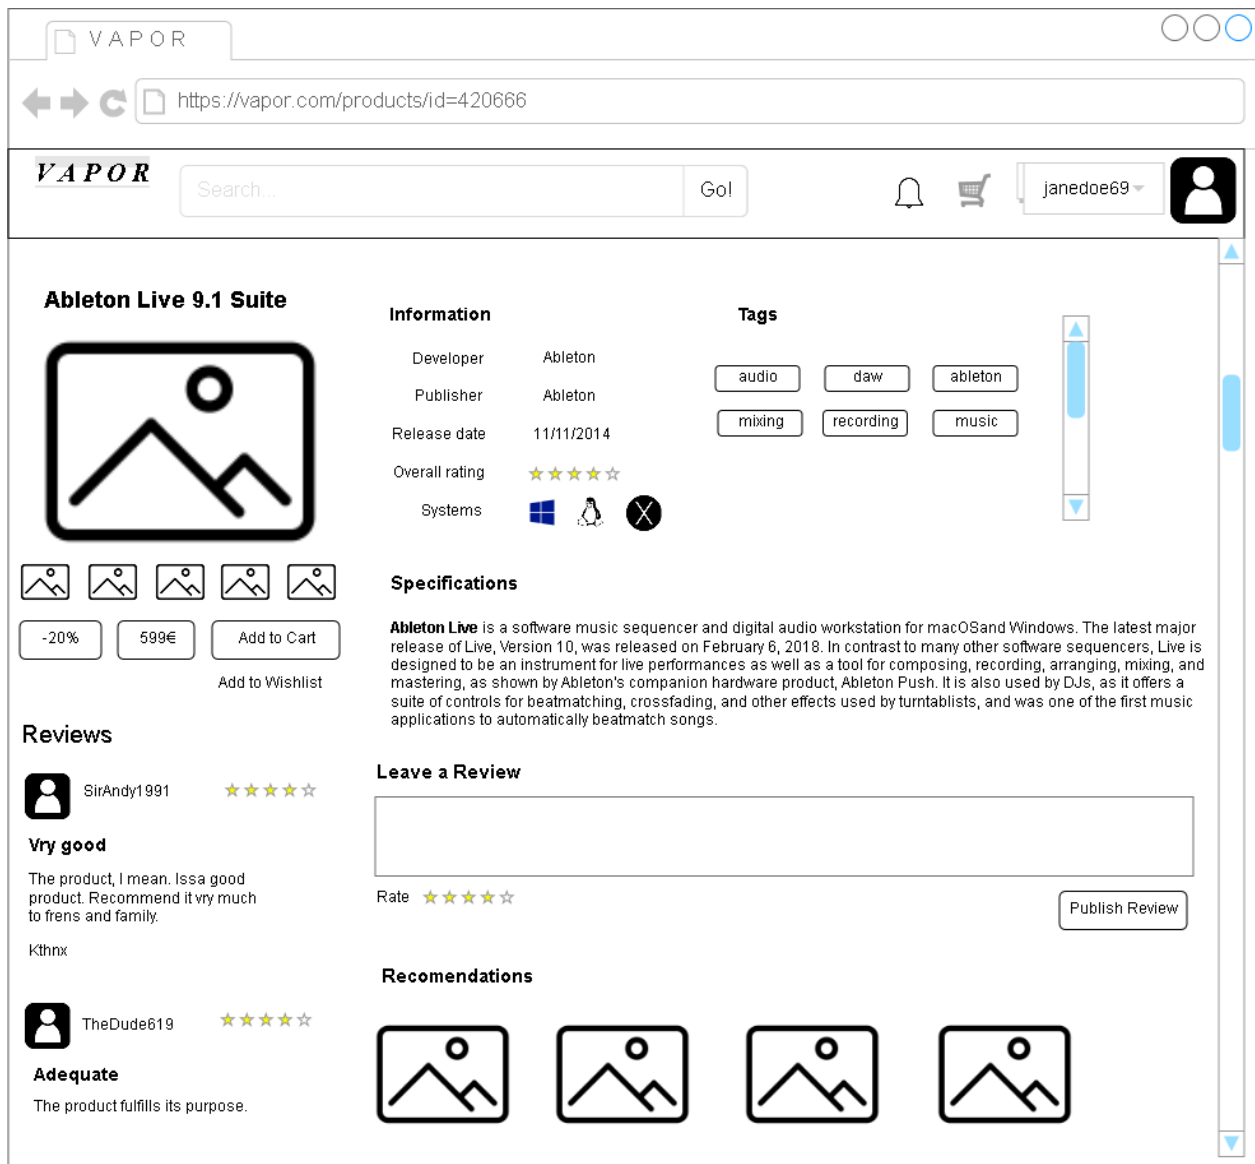 VAPOR
https://vapor.com/products/id=420666
VAPOR
Search...
Go!
janedoe69
Ableton Live 9.1 Suite
-20%
599€
Add to Cart
Add to Wishlist
Information
Developer Ableton
Publisher Ableton
Release date 11/11/2014
Overall rating
Systems
X
Tags
audio daw ableton
mixing recording music
Specifications
Ableton Live is a software music sequencer and digital audio workstation for macOSand Windows. The latest major
release of Live, Version 10, was released on February 6, 2018. In contrast to many other software sequencers, Live is
designed to be an instrument for live performances as well as a tool for composing, recording, arranging, mixing, and
mastering, as shown by Ableton's companion hardware product, Ableton Push. It is also used by DJs, as it offers a
suite of controls for beatmatching, crossfading, and other effects used by turntablists, and was one of the first music
applications to automatically beatmatch songs.
Reviews
SirAndy1991
Vry good
The product, I mean. Issa good
product. Recommend it vry much
to frens and family.
Kthnx
TheDude619
Adequate
The product fulfills its purpose.
Leave a Review
Rate
Publish Review
Recomendations